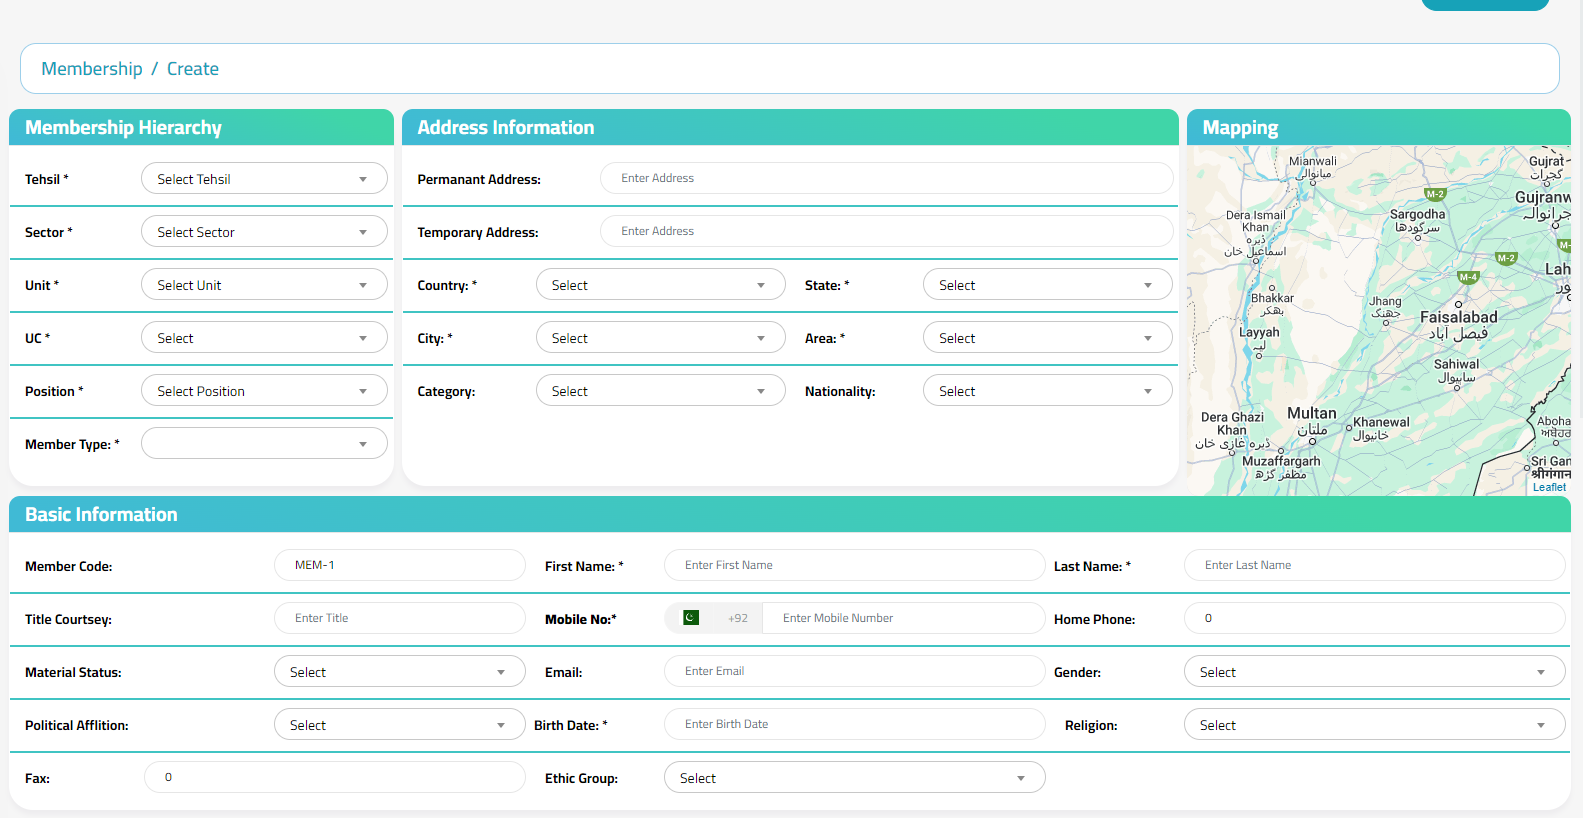 Membership / Create
Membership Hierarchy
Tehsil *
Select Tehsil
Sector *
Select Sector
Unit *
Select Unit
UC *
Select
Position *
Select Position
Member Type: *
Address Information
Permanant Address:
Enter Address
Temporary Address:
Enter Address
Country: *
Select
State: *
Select
City: *
Select
Area: *
Select
Category:
Select
Nationality:
Select
Mapping
Mianwali
میانوالی
Gujrat
گجرات
M-2
Gujranw
Dera Ismail
Khan
ڈیرہ
اسماعیل خان
Sargodha
سرگودھا
M-2
M-4
Lah
Bhakkar
بھکر
Jhang
جھنگ
Faisalabad
فیصل آباد
Layyah
لیہ
Sahiwal
ساہیوال
Dera Ghazi
Khan
ڈیرہ غازی خان
Multan
ملتان
Khanewal
خانیوال
Aboha
ਅਬੋਹਰ
Muzaffargarh
مظفر گڑھ
Sri Gan
श्रीगंगान
Leaflet
Basic Information
Member Code:
MEM-1
First Name: *
Enter First Name
Last Name: *
Enter Last Name
Title Courtsey:
Enter Title
Mobile No:*
+92
Enter Mobile Number
Home Phone:
0
Material Status:
Select
Email:
Enter Email
Gender:
Select
Political Afflition:
Select
Birth Date: *
Enter Birth Date
Religion:
Select
Fax:
0
Ethic Group:
Select